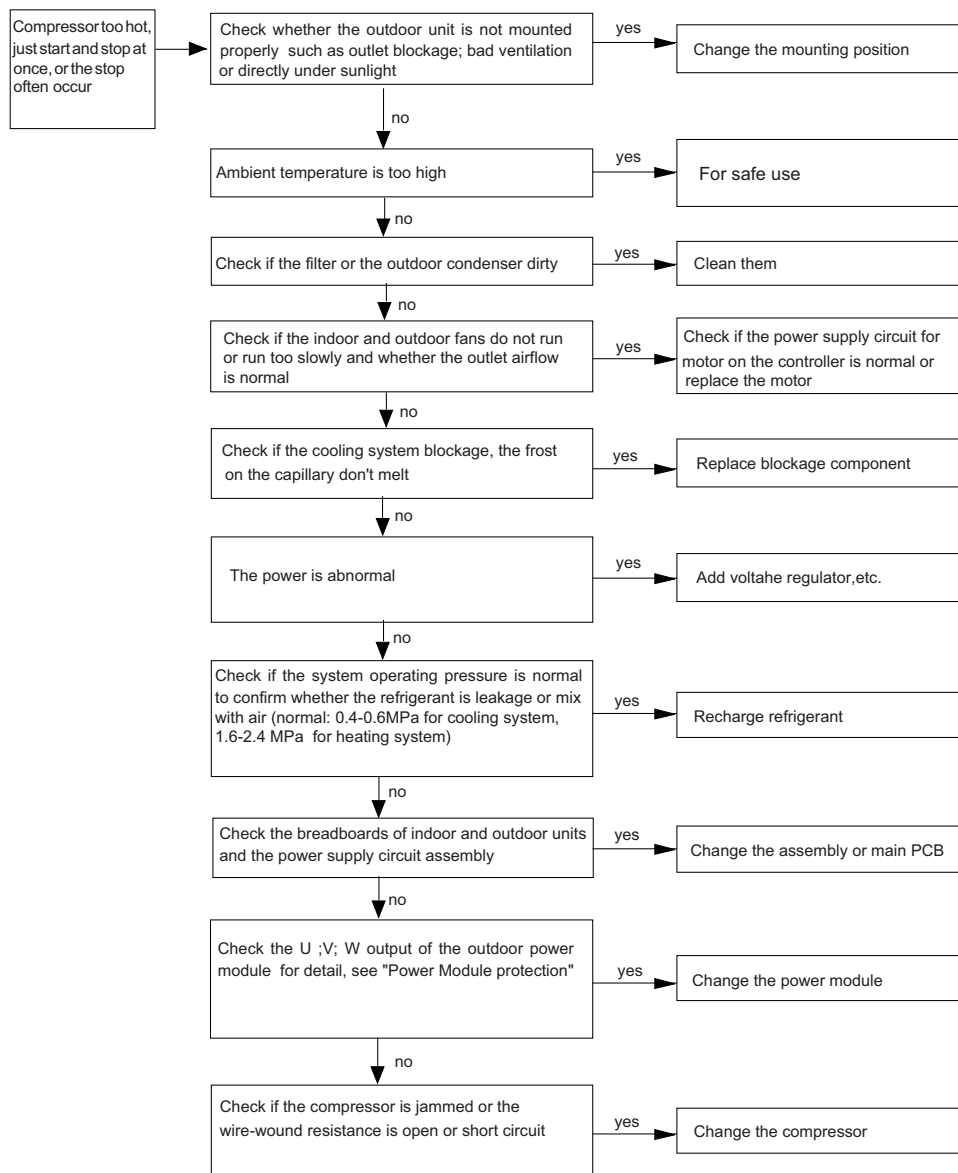 Compressor too hot,
just start and stop at
once, or the stop
often occur
Check whether the outdoor unit is not mounted
properly such as outlet blockage; bad ventilation
or directly under sunlight
yes
Change the mounting position
no
Ambient temperature is too high
yes
For safe use
no
Check if the filter or the outdoor condenser dirty
yes
Clean them
no
Check if the indoor and outdoor fans do not run
or run too slowly and whether the outlet airflow
is normal
yes
Check if the power supply circuit for
motor on the controller is normal or
replace the motor
no
Check if the cooling system blockage, the frost
on the capillary don't melt
yes
Replace blockage component
no
The power is abnormal
yes
Add voltahe regulator,etc.
no
Check if the system operating pressure is normal
to confirm whether the refrigerant is leakage or mix
with air (normal: 0.4-0.6MPa for cooling system,
1.6-2.4 MPa for heating system)
yes
Recharge refrigerant
no
Check the breadboards of indoor and outdoor units
and the power supply circuit assembly
yes
Change the assembly or main PCB
no
Check the U ;V; W output of the outdoor power
module for detail, see "Power Module protection"
yes
Change the power module
no
Check if the compressor is jammed or the
wire-wound resistance is open or short circuit
yes
Change the compressor